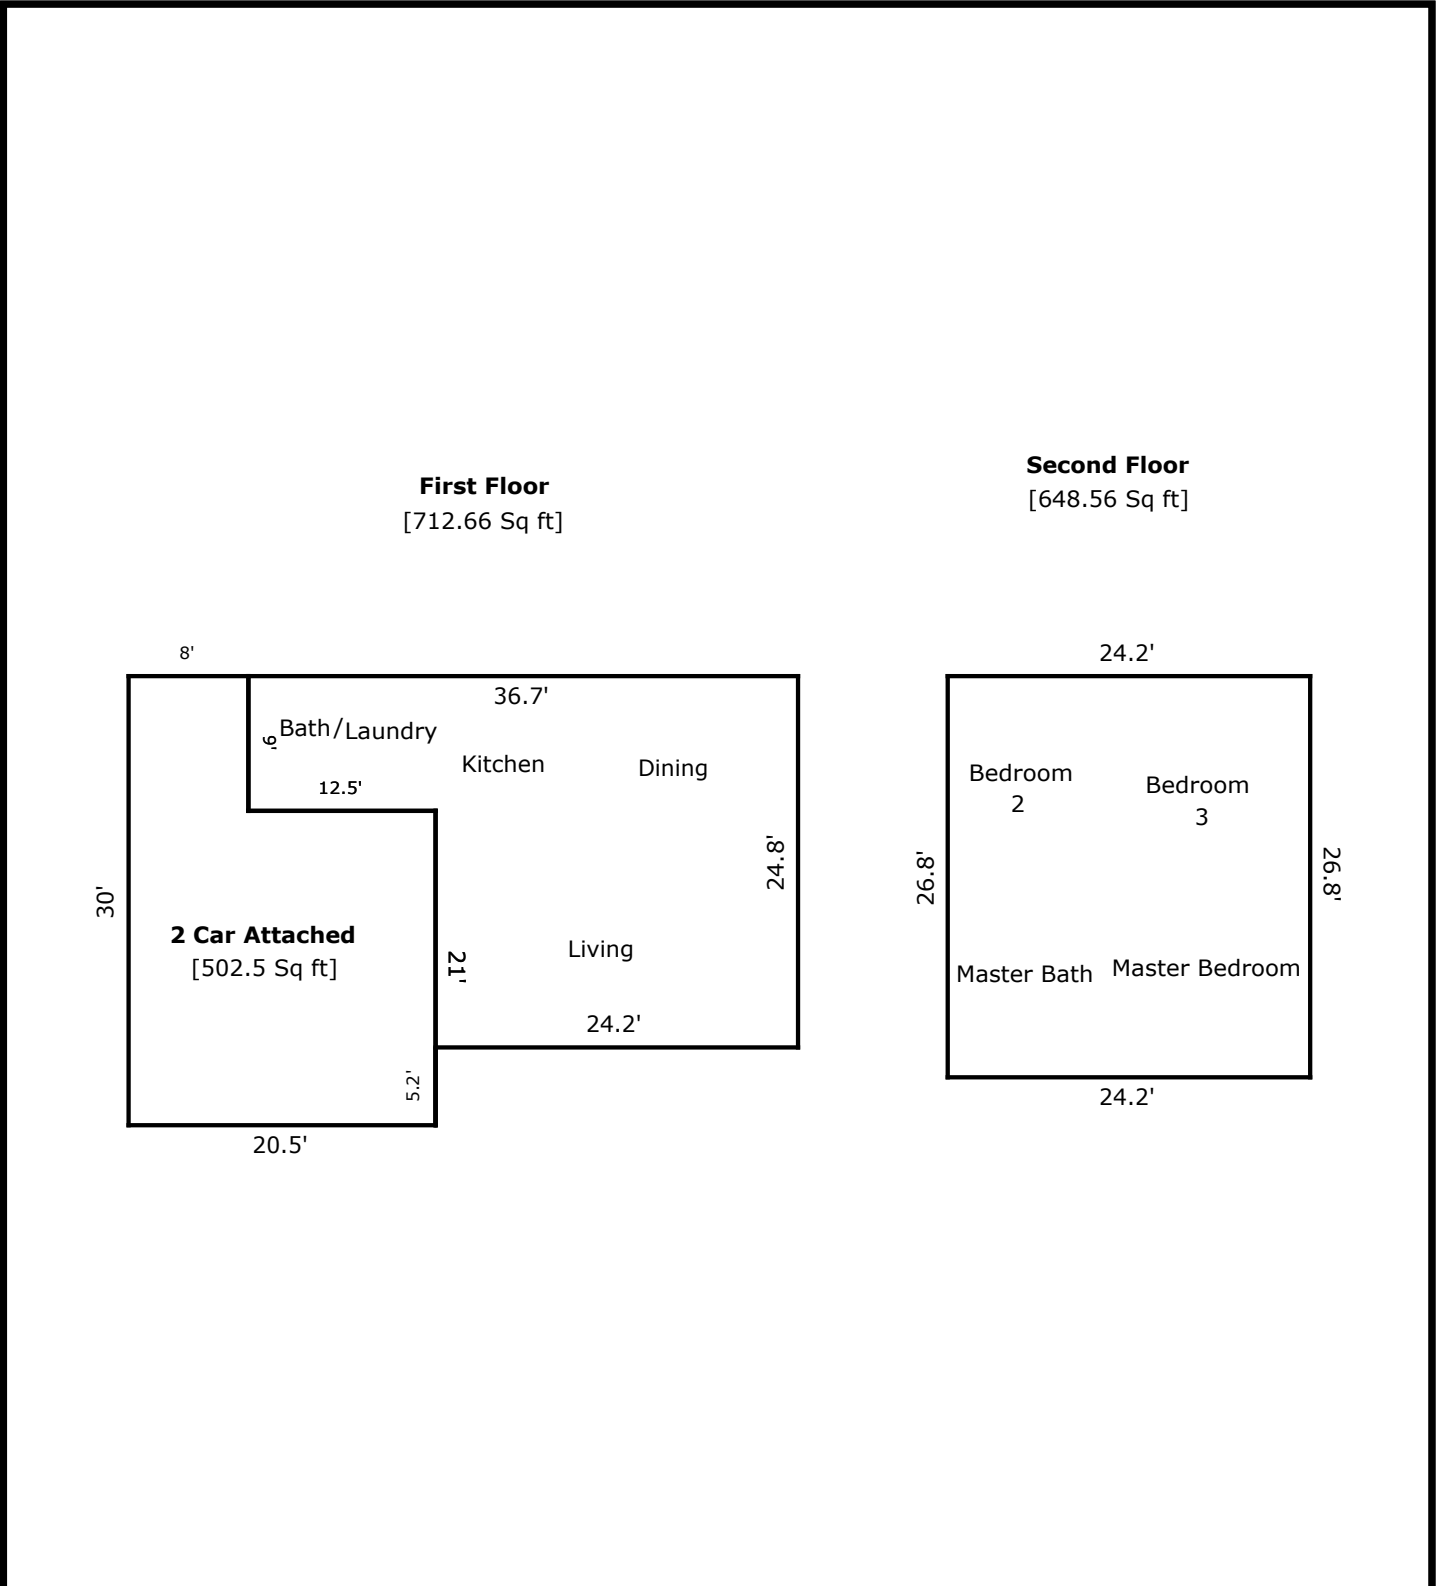 Second Floor
[648.56 Sq ft]
First Floor
[712.66 Sq ft]
8'
24.2'
36.7'
Bath/Laundry
9'
Kitchen
Dining
12.5'
Bedroom
2
Bedroom
3
24.8'
26.8'
26.8'
30'
2 Car Attached
[502.5 Sq ft]
21'
Living
Master Bath
Master Bedroom
24.2'
5.2'
24.2'
20.5'